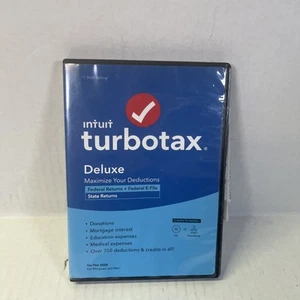 intuit
turbotax
Deluxe
Maximize Your Deductions
Federal Returns + Federal E-File
State Returns
• Donations
• Mortgage interest
• Education expenses
• Medical expenses
• Over 350 deductions & credits in all!